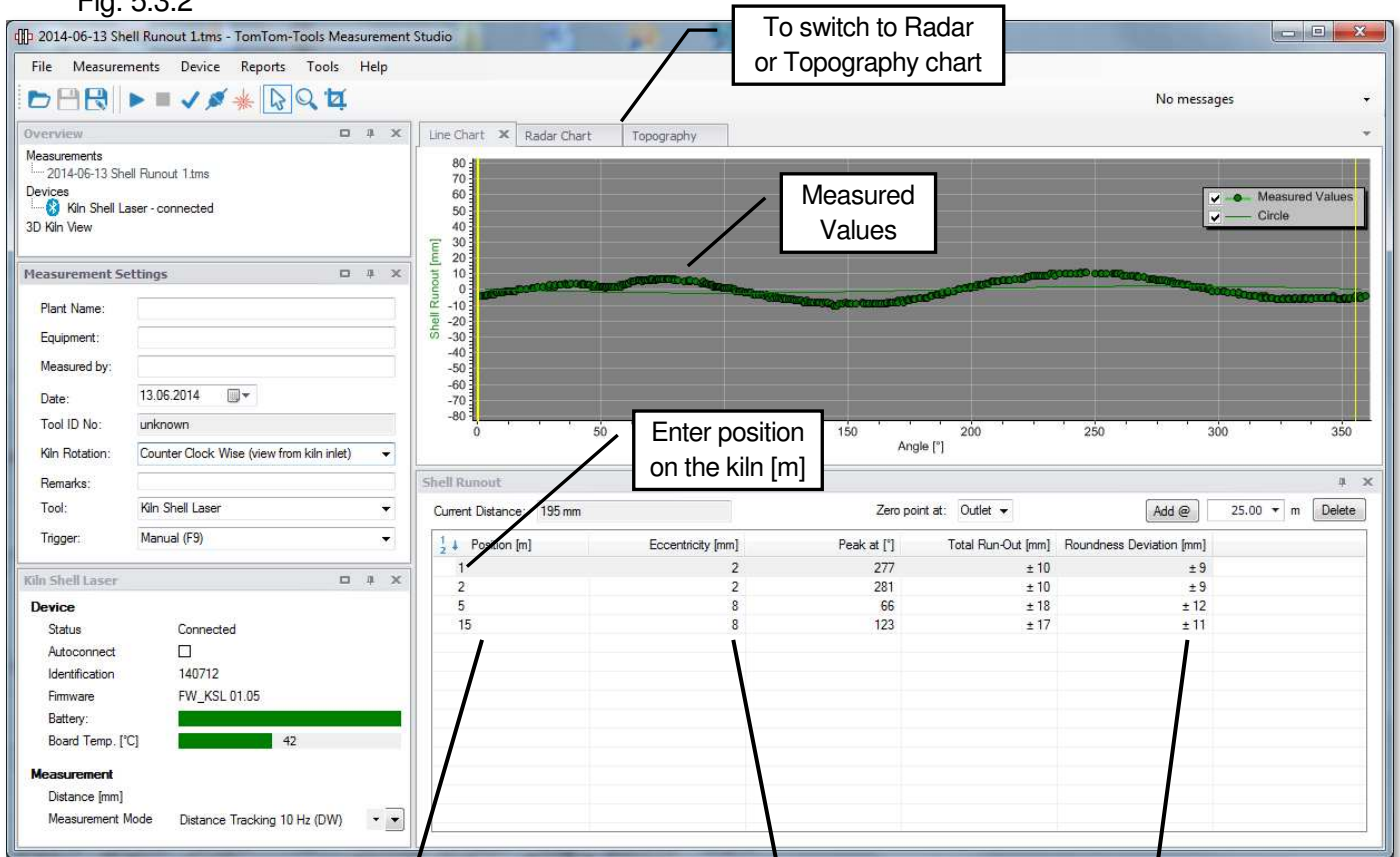 Fig. 5.3.2
2014-06-13 Shell Runout 1.tms - TomTom-Tools Measurement Studio
To switch to Radar
or Topography chart
File Measurements Device Reports Tools Help
No messages
Overview
Measurements
2014-06-13 Shell Runout 1.tms
Devices
Kiln Shell Laser - connected
3D Kiln View
Measurement Settings
Plant Name:
Equipment:
Measured by:
Date: 13.06.2014
Tool ID No: unknown
Kiln Rotation: Counter Clock Wise (view from kiln inlet)
Remarks:
Tool: Kiln Shell Laser
Trigger: Manual (F9)
Kiln Shell Laser
Device
Status Connected
Autoconnect
Identification 140712
Firmware FW_KSL 01.05
Battery:
Board Temp. [°C] 42
Measurement
Distance [mm]
Measurement Mode Distance Tracking 10 Hz (DW)
Line Chart Radar Chart Topography
Shell Runout [mm]
80
70
60
50
40
30
20
10
0
-10
-20
-30
-40
-50
-60
-70
-80
Measured
Values
Measured Values
Circle
0 50 150 200 250 300 350
Angle [°]
Enter position
on the kiln [m]
Shell Runout
Current Distance: 195 mm Zero point at: Outlet Add @ 25.00 m Delete
Position [m] Eccentricity [mm] Peak at [°] Total Run-Out [mm] Roundness Deviation [mm]
1 2 277 ± 10 ± 9
2 2 281 ± 10 ± 9
5 8 66 ± 18 ± 12
15 8 123 ± 17 ± 11